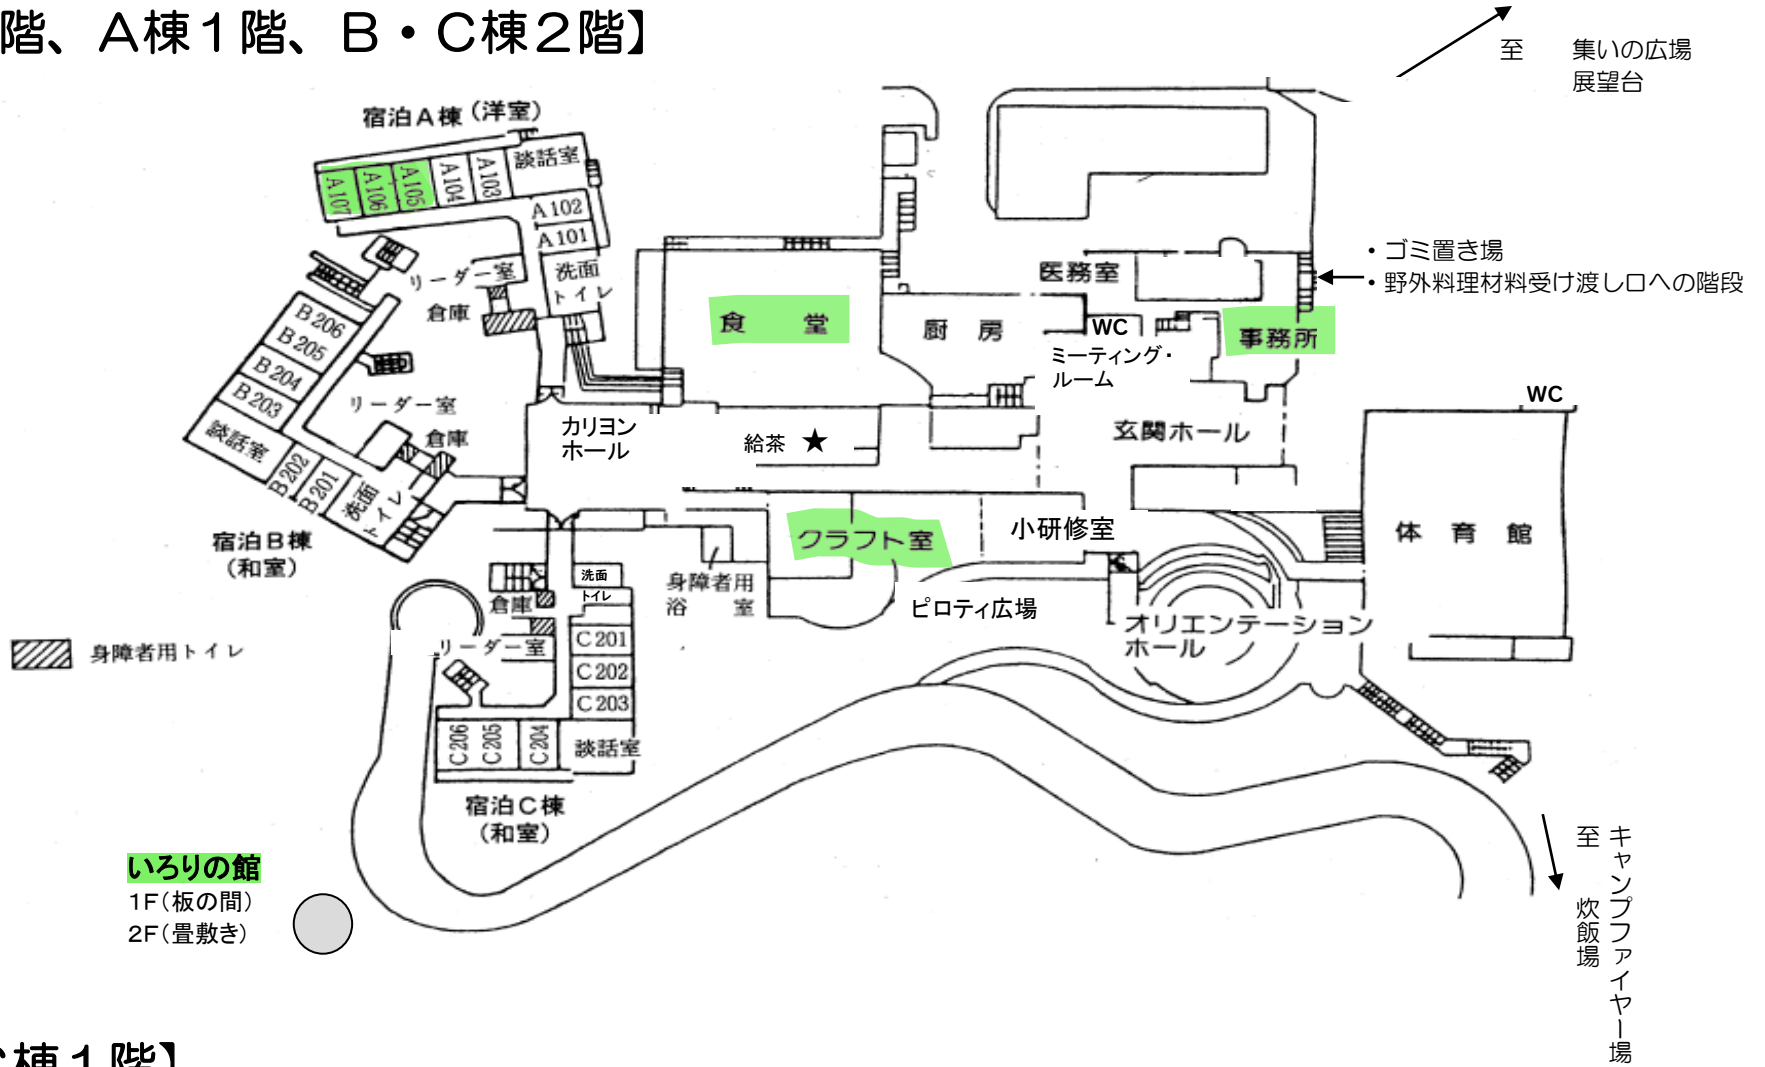 階、A棟1階、B・C棟2階】
至 集いの広場
展望台
宿泊A棟(洋室)
談話室
A103
A104
A105
A106
A107
A102
A101
洗面
トイレ
リーダー室
倉庫
医務室
・ゴミ置き場
・野外料理材料受け渡し口への階段
食 堂
厨 房
WC
ミーティング・
ルーム
事務所
WC
B206
B205
B204
B203
談話室
B202
B201
洗面
トイレ
リーダー室
倉庫
宿泊B棟
(和室)
カリヨン
ホール
給茶 ★
玄関ホール
クラフト室
小研修室
体 育 館
身障者用
浴 室
ピロティ広場
オリエンテーション
ホール
洗面
トイレ
倉庫
リーダー室
C201
C202
C203
C206
C205
C204
談話室
宿泊C棟
(和室)
身障者用トイレ
いろりの館
1F(板の間)
2F(畳敷き)
至 キャンプファイヤー場
炊飯場
棟1階】